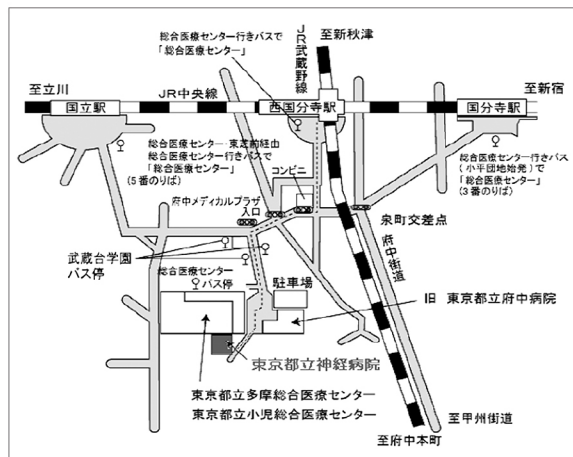 総合医療センター行きバスで
「総合医療センター」
JR武蔵野線
至新秋津
至立川
JR中央線
至新宿
国立駅
西国分寺駅
国分寺駅
総合医療センター・東芝前経由
総合医療センター行きバスで
「総合医療センター」
(5番のりば)
コンビニ
総合医療センター行きバス
(小平団地始発)で
「総合医療センター」
(3番のりば)
府中メディカルプラザ
入口
泉町交差点
府中街道
武蔵台学園
バス停
総合医療センター
バス停
駐車場
旧 東京都立府中病院
東京都立神経病院
東京都立多摩総合医療センター
東京都立小児総合医療センター
至甲州街道
至府中本町